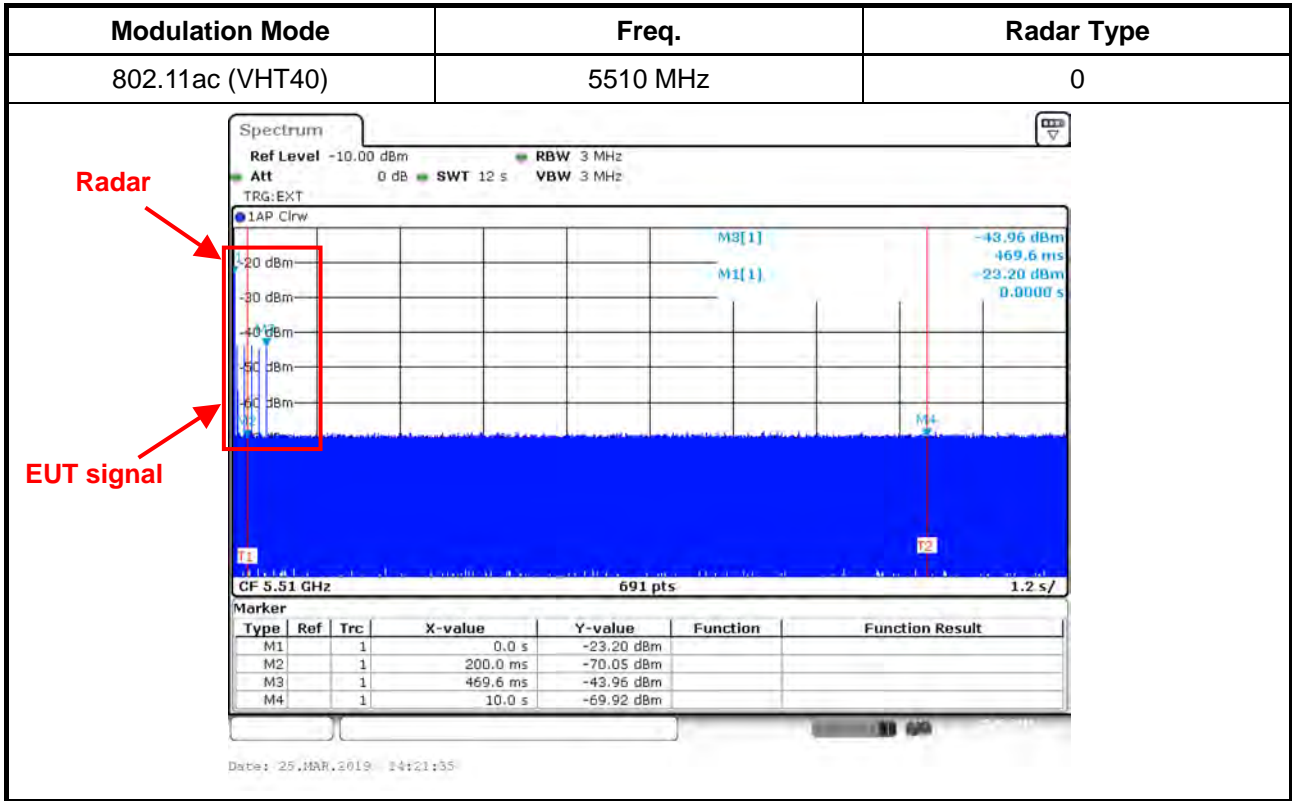 Modulation Mode Freq. Radar Type
802.11ac (VHT40) 5510 MHz 0
Spectrum
Ref Level -10.00 dBm RBW 3 MHz
Att 0 dB SWT 12 s VBW 3 MHz
TRG:EXT
1AP Clrw
Radar
M3[1] -43.96 dBm
469.6 ms
M1[1] -23.20 dBm
0.0000 s
-20 dBm
-30 dBm
-40 dBm
M3
-50 dBm
-60 dBm
M2 M4
EUT signal
T1 T2
CF 5.51 GHz 691 pts 1.2 s/
Marker
Type Ref Trc X-value Y-value Function Function Result
M1 1 0.0 s -23.20 dBm
M2 1 200.0 ms -70.05 dBm
M3 1 469.6 ms -43.96 dBm
M4 1 10.0 s -69.92 dBm
Date: 25.MAR.2019 14:21:35